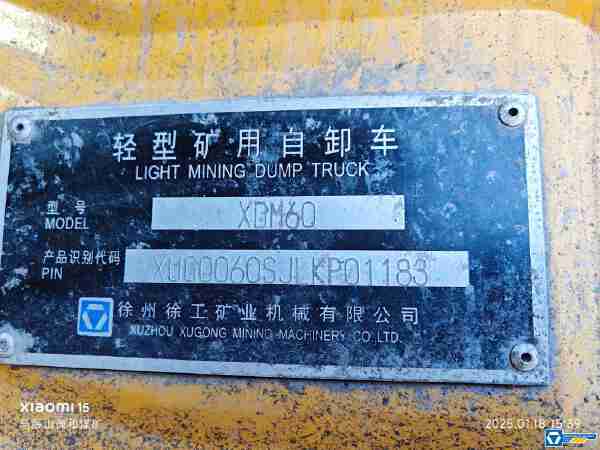 轻型矿用自卸车
LIGHT MINING DUMP TRUCK
型号
MODEL
XDM60
产品识别代码
PIN
XUG0060SJLKP01183
徐州徐工矿业机械有限公司
XUZHOU XUGONG MINING MACHINERY CO.,LTD.
XIAOMI 15
2025.01.18 15:39